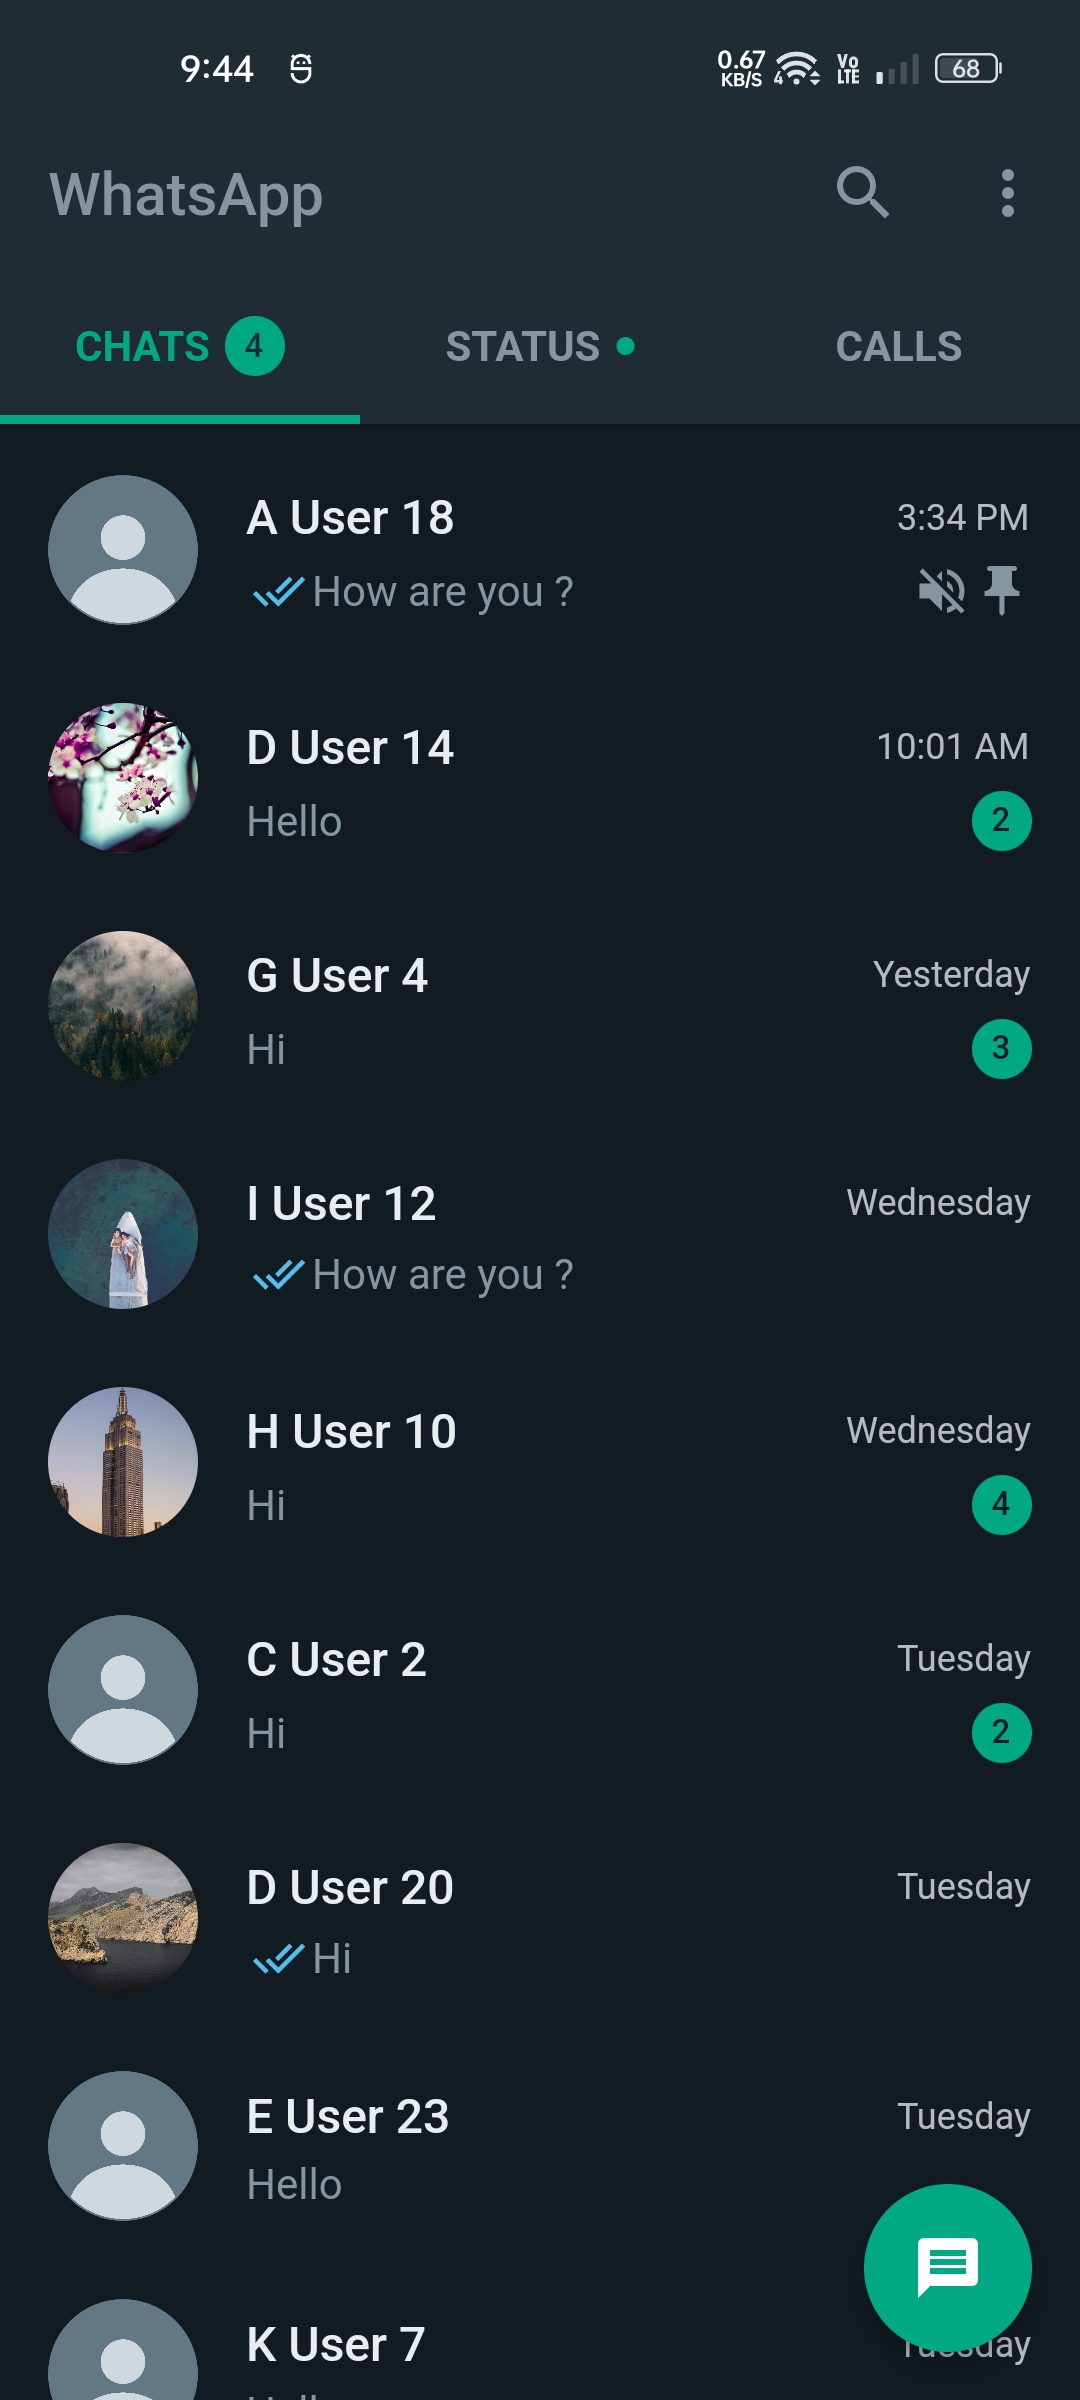 9:44 0.67 KB/S 4 Vo LTE 68
WhatsApp
CHATS 4 STATUS CALLS
A User 18 3:34 PM
How are you ?
D User 14 10:01 AM
Hello 2
G User 4 Yesterday
Hi 3
I User 12 Wednesday
How are you ?
H User 10 Wednesday
Hi 4
C User 2 Tuesday
Hi 2
D User 20 Tuesday
Hi
E User 23 Tuesday
Hello
K User 7 Tuesday